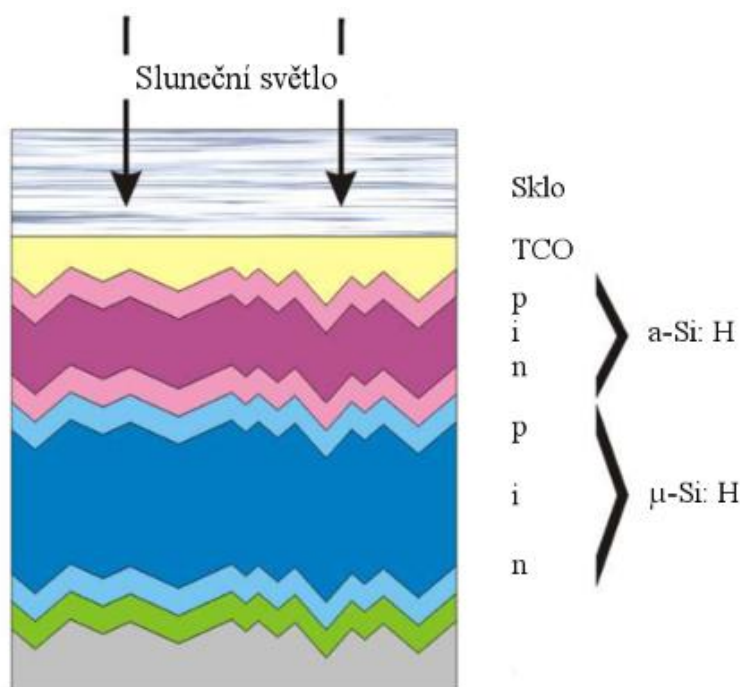 Sluneční světlo
Sklo
TCO
p
i
n
a-Si: H
p
i
n
μ-Si: H